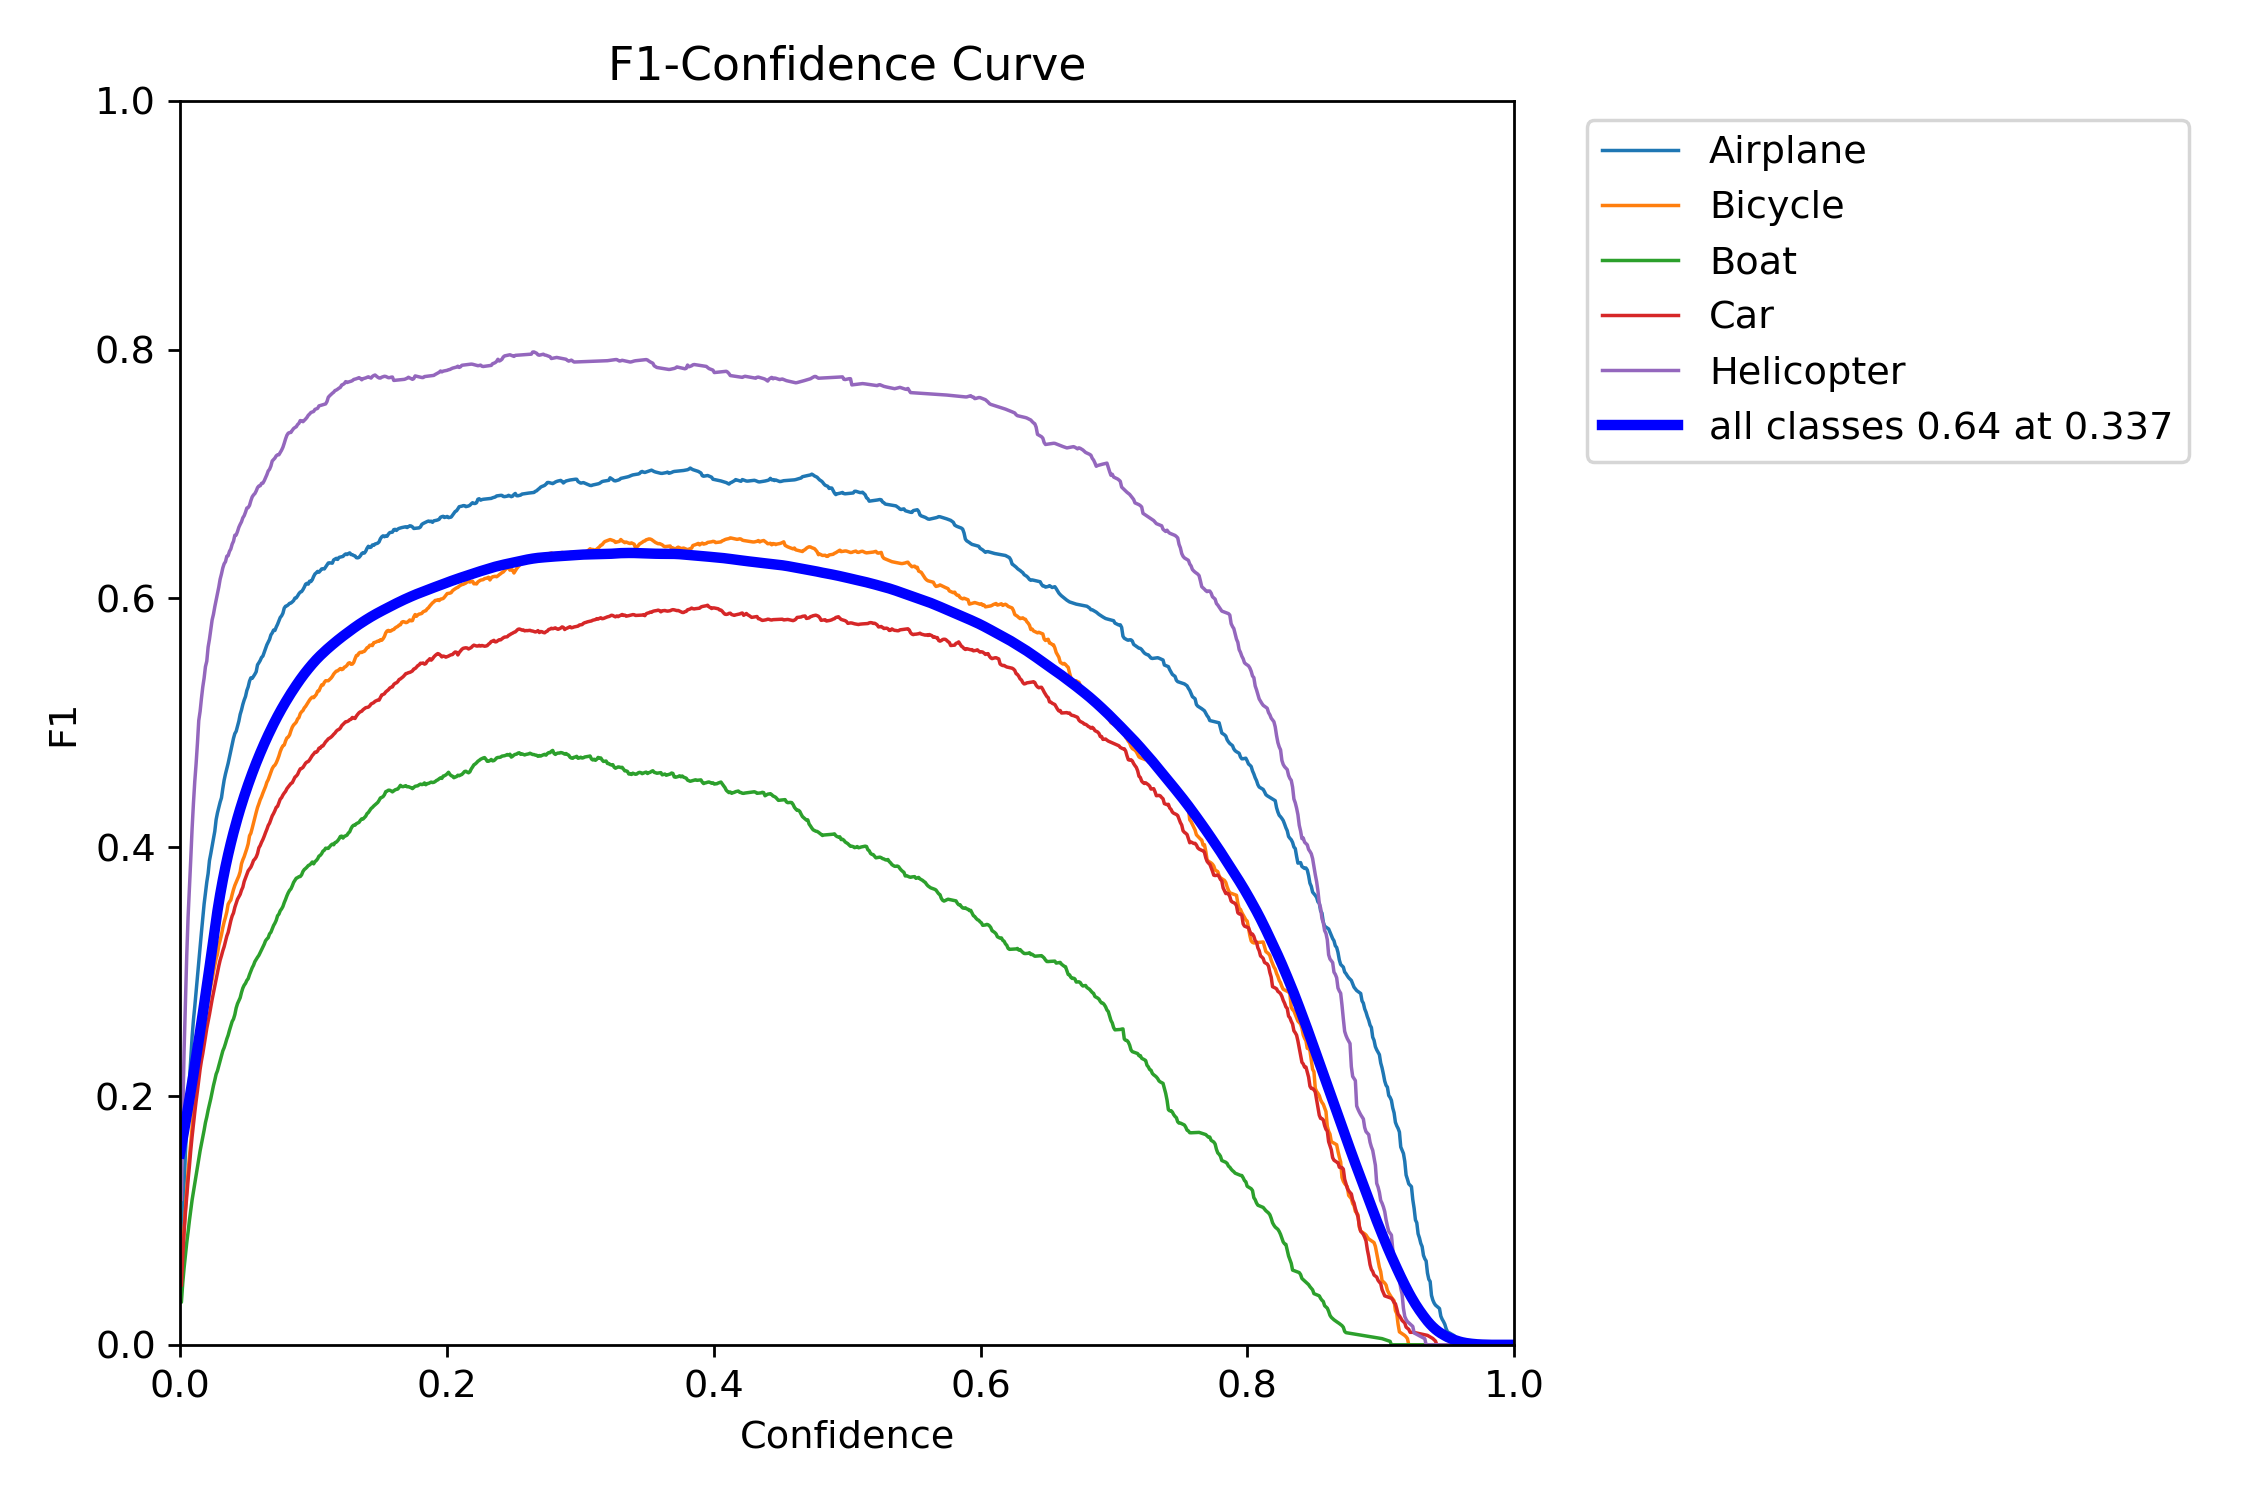 F1-Confidence Curve
1.0
0.8
0.6
0.4
0.2
0.0
F1
0.0 0.2 0.4 0.6 0.8 1.0
Confidence
Airplane
Bicycle
Boat
Car
Helicopter
all classes 0.64 at 0.337